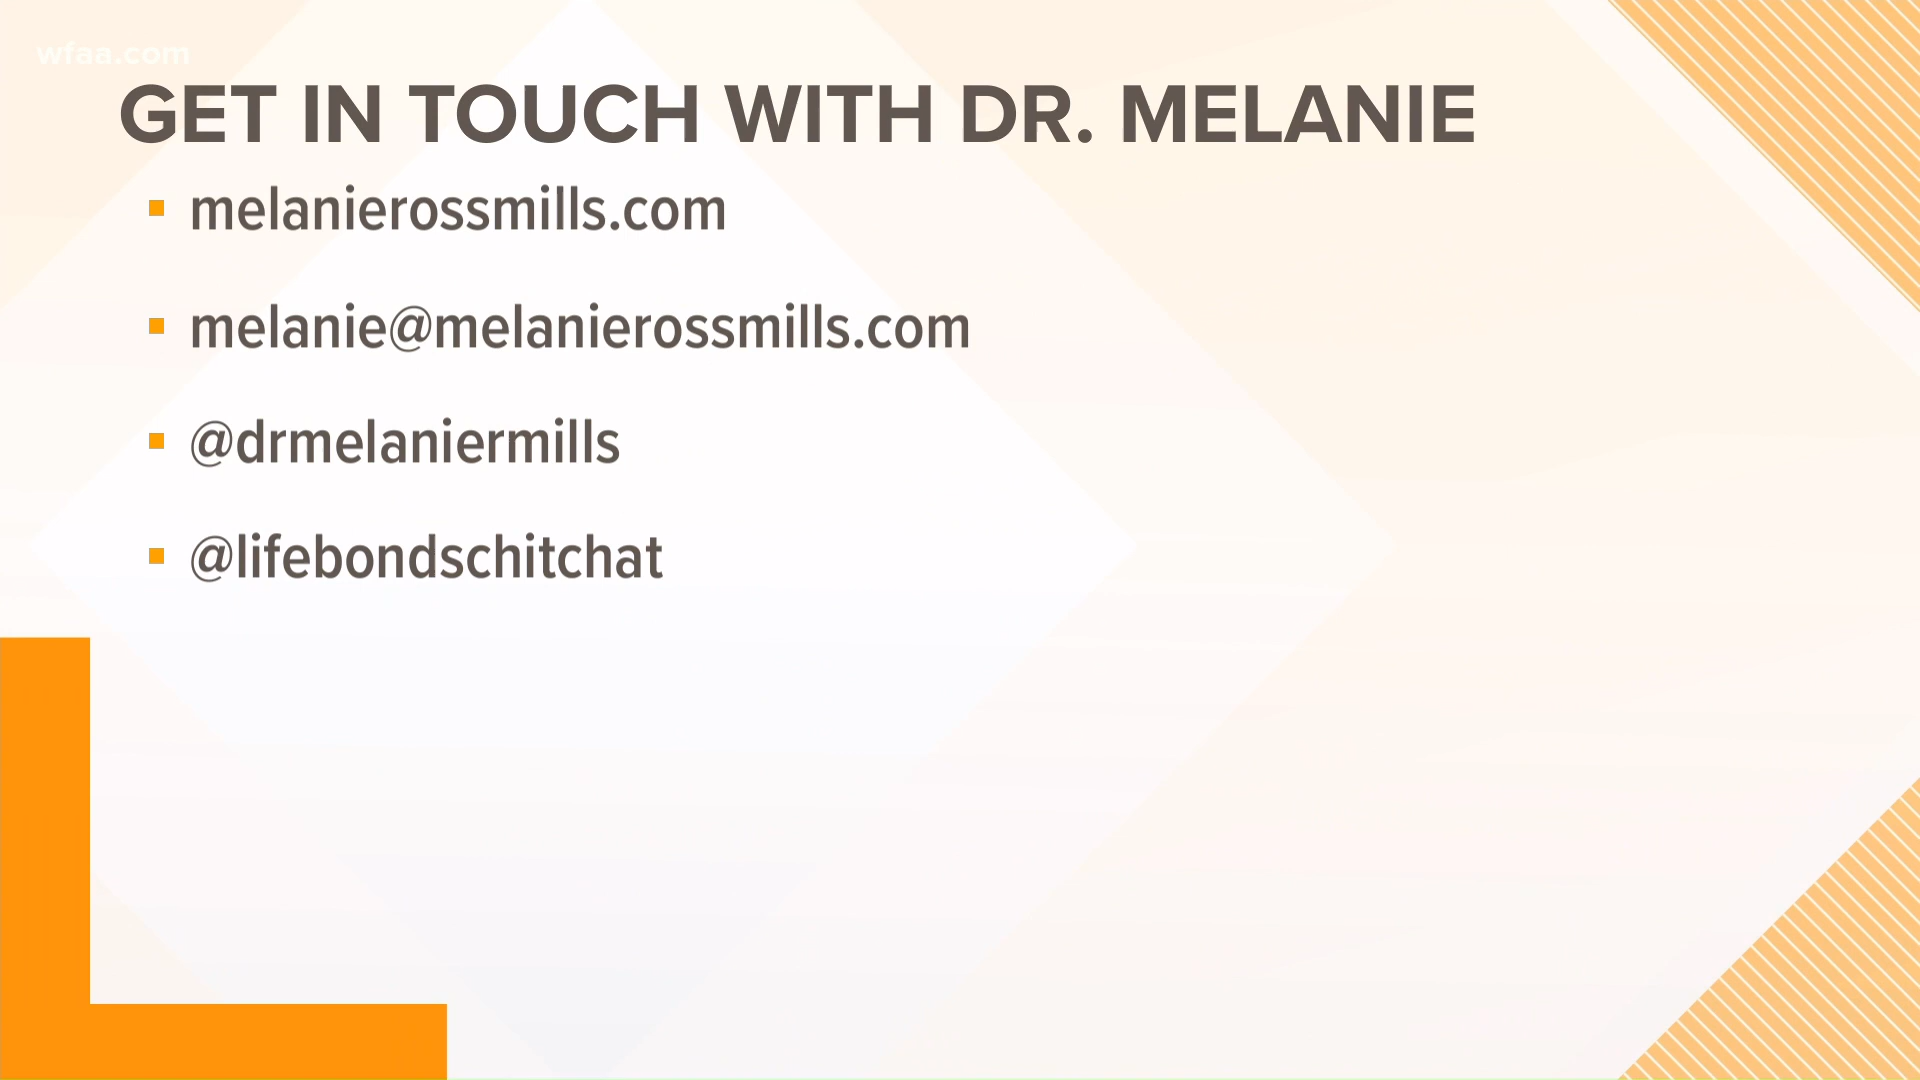 wfaa.com
GET IN TOUCH WITH DR. MELANIE
melanierossmills.com
melanie@melanierossmills.com
@drmelaniermills
@lifebondschitchat